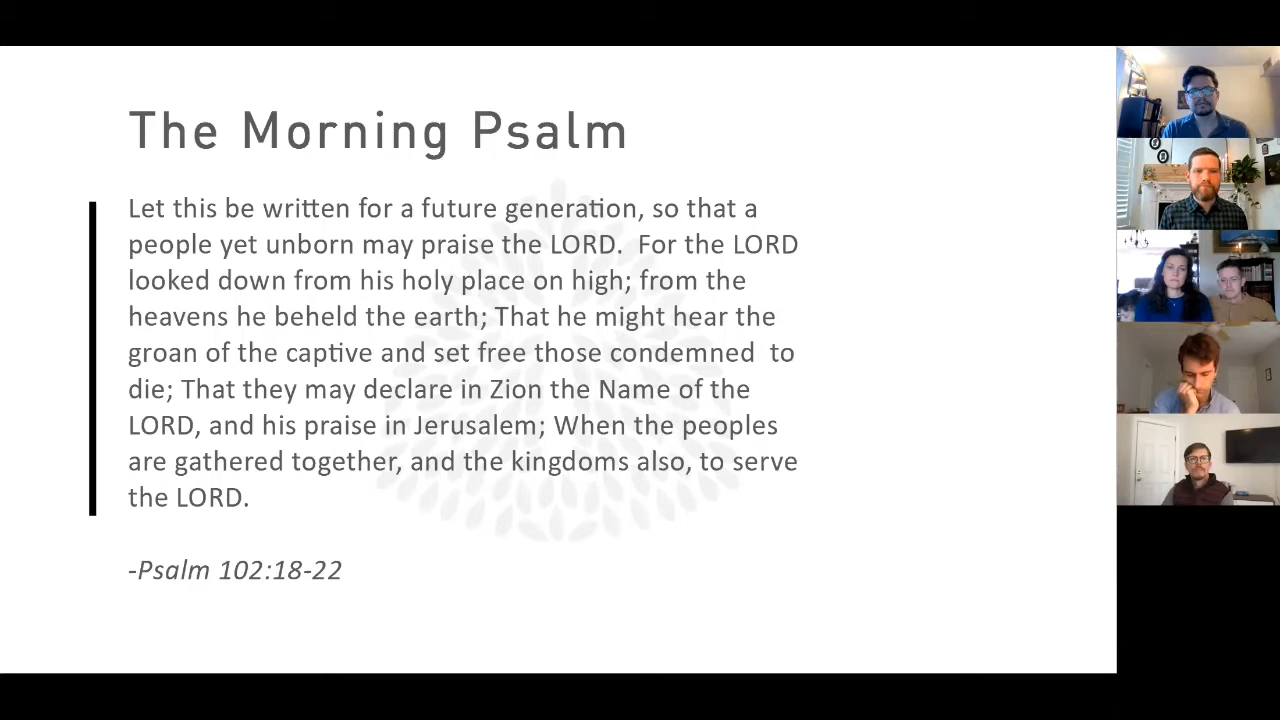 The Morning Psalm
Let this be written for a future generation, so that a
people yet unborn may praise the LORD.  For the LORD
looked down from his holy place on high; from the
heavens he beheld the earth; That he might hear the
groan of the captive and set free those condemned  to
die; That they may declare in Zion the Name of the
LORD, and his praise in Jerusalem; When the peoples
are gathered together, and the kingdoms also, to serve
the LORD.
-Psalm 102:18-22